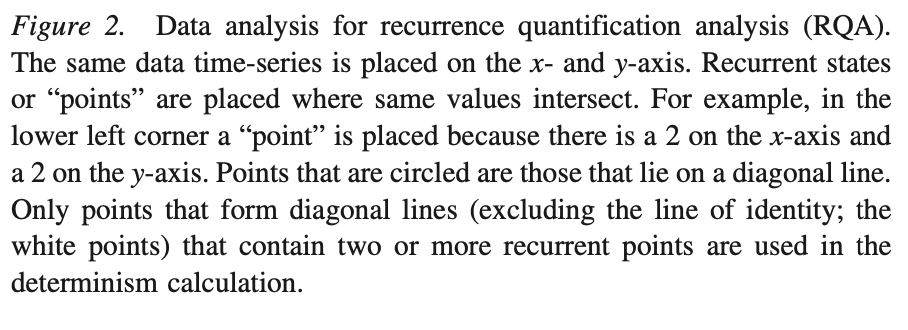 Figure 2. Data analysis for recurrence quantification analysis (RQA).
The same data time-series is placed on the x- and y-axis. Recurrent states
or “points” are placed where same values intersect. For example, in the
lower left corner a “point” is placed because there is a 2 on the x-axis and
a 2 on the y-axis. Points that are circled are those that lie on a diagonal line.
Only points that form diagonal lines (excluding the line of identity; the
white points) that contain two or more recurrent points are used in the
determinism calculation.